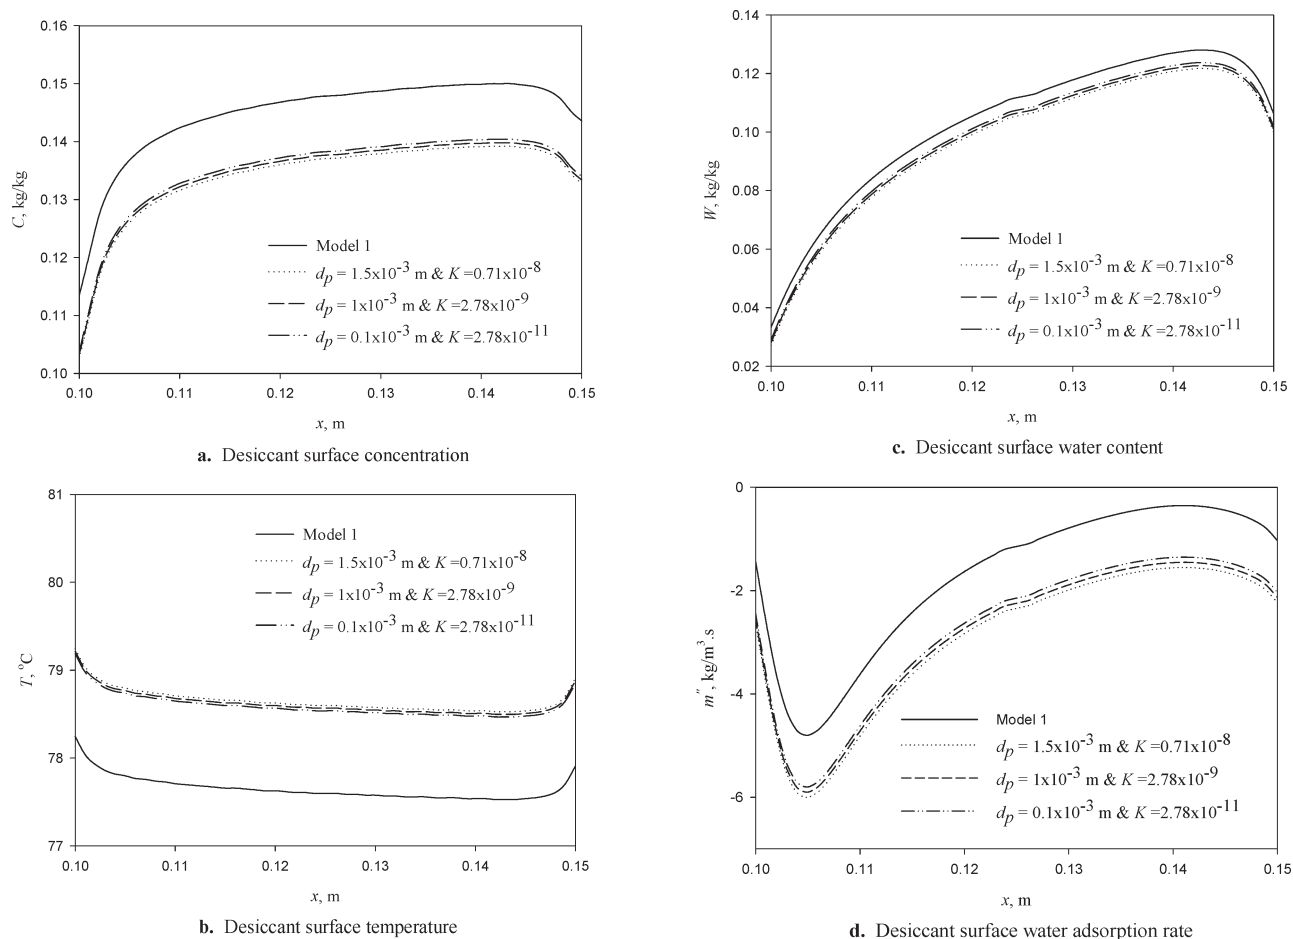 0.16
0.15
0.14
0.13
0.12
0.11
0.10
C, kg/kg
Model 1
dp = 1.5x10-3 m & K =0.71x10-8
dp = 1x10-3 m & K =2.78x10-9
dp = 0.1x10-3 m & K =2.78x10-11
0.10 0.11 0.12 0.13 0.14 0.15
x, m
a. Desiccant surface concentration
0.14
0.12
0.10
0.08
0.06
0.04
0.02
W, kg/kg
Model 1
dp = 1.5x10-3 m & K =0.71x10-8
dp = 1x10-3 m & K =2.78x10-9
dp = 0.1x10-3 m & K =2.78x10-11
0.10 0.11 0.12 0.13 0.14 0.15
x, m
c. Desiccant surface water content
81
80
79
78
77
T, oC
Model 1
dp = 1.5x10-3 m & K =0.71x10-8
dp = 1x10-3 m & K =2.78x10-9
dp = 0.1x10-3 m & K =2.78x10-11
0.10 0.11 0.12 0.13 0.14 0.15
x, m
b. Desiccant surface temperature
0
-2
-4
-6
m″, kg/m3.s
Model 1
dp = 1.5x10-3 m & K =0.71x10-8
dp = 1x10-3 m & K =2.78x10-9
dp = 0.1x10-3 m & K =2.78x10-11
0.10 0.11 0.12 0.13 0.14 0.15
x, m
d. Desiccant surface water adsorption rate